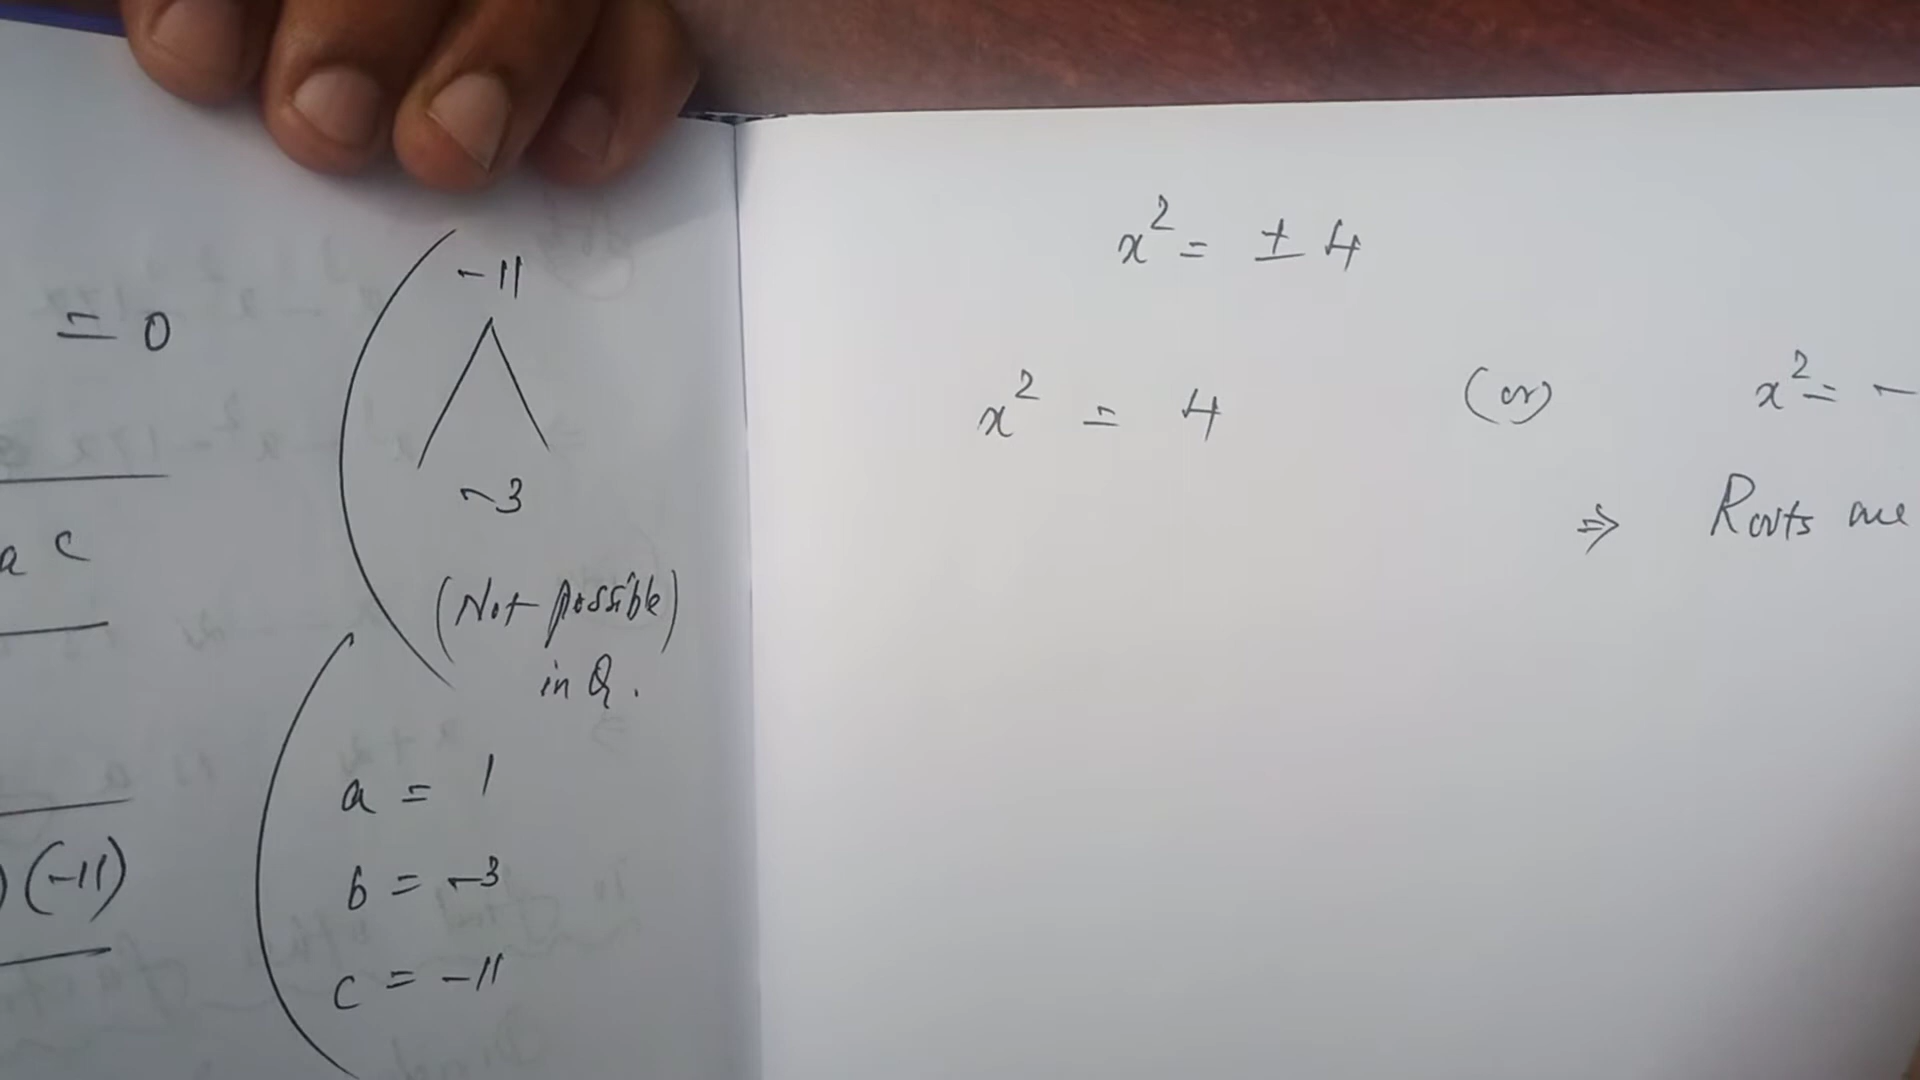 = 0
a c
) (-11)
-11
-3
(Not possible)
in Q.
a = 1
b = -3
c = -11
x² = ± 4
x² = 4 (or) x² = -
⇒ Roots are